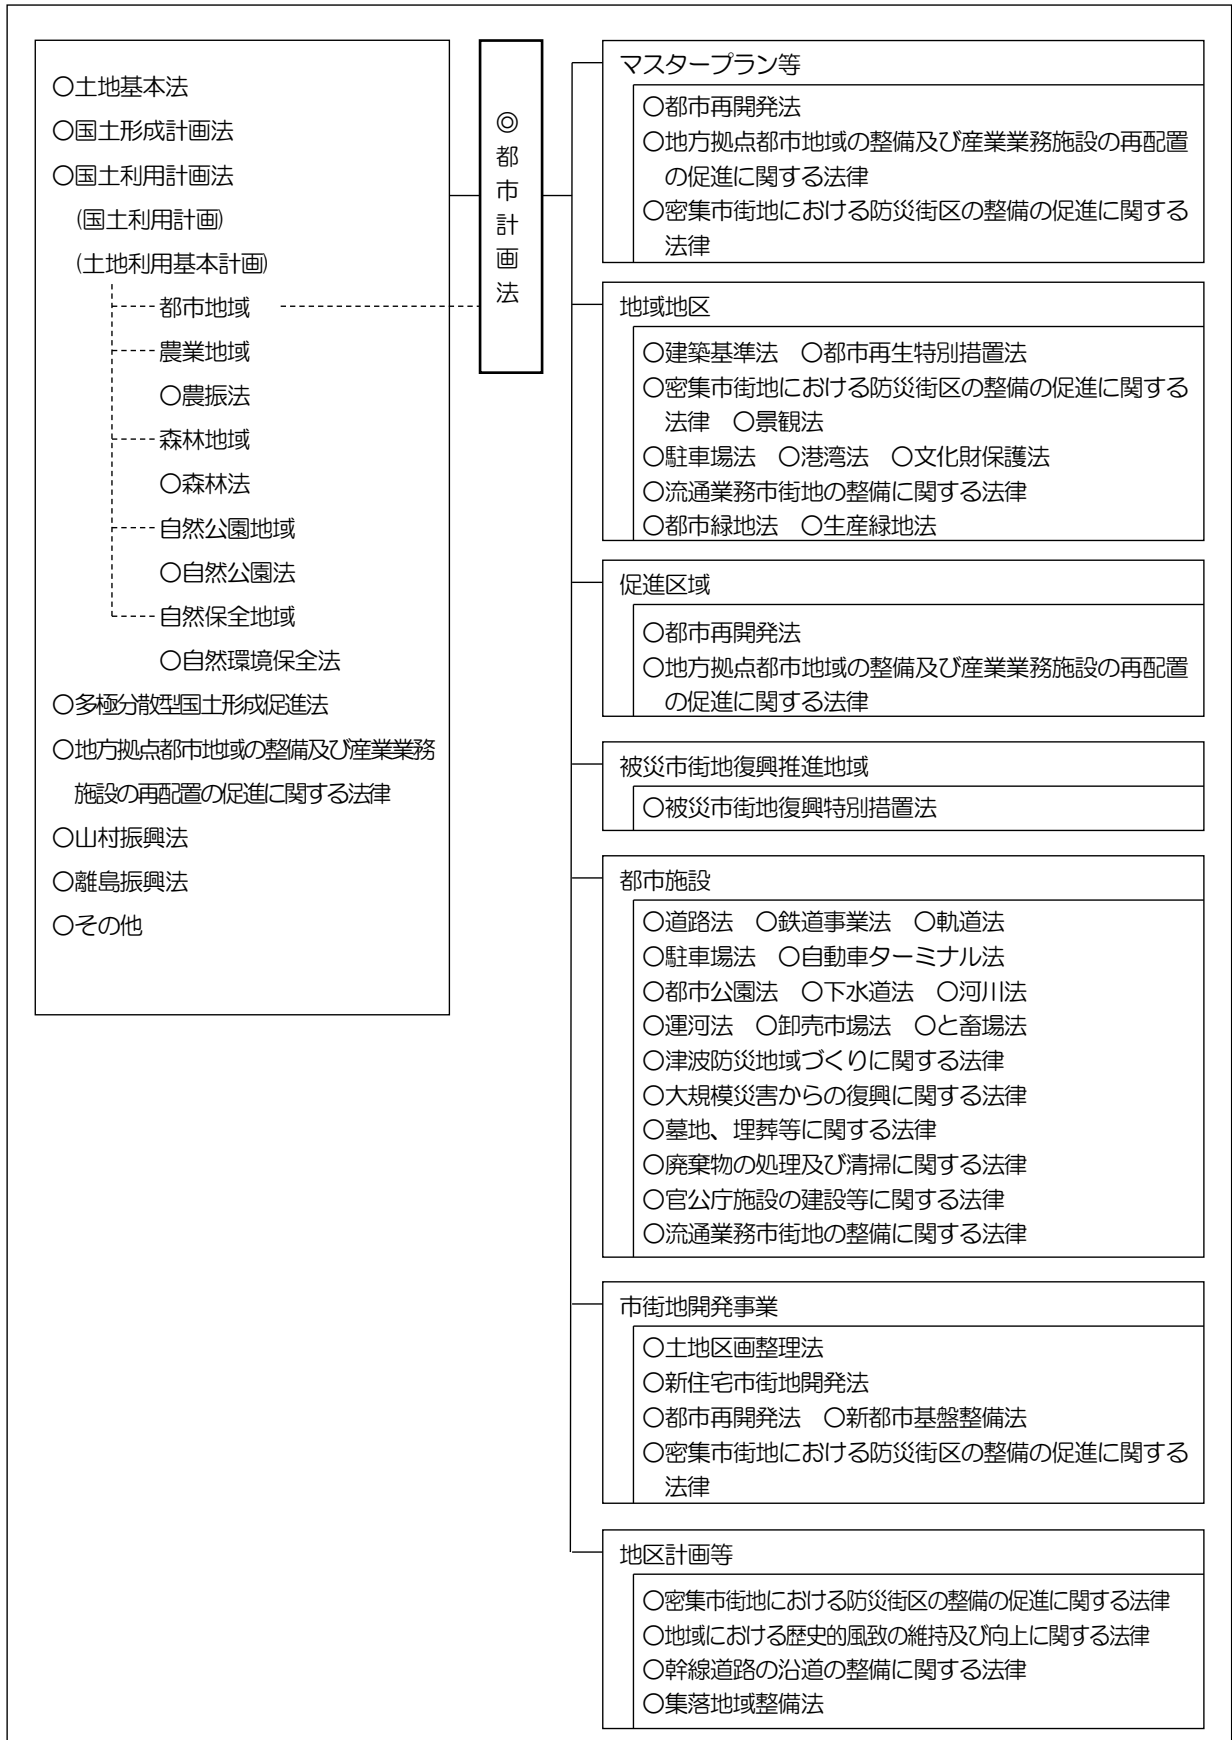 ○土地基本法
○国土形成計画法
○国土利用計画法
(国土利用計画)
(土地利用基本計画)
都市地域
農業地域
○農振法
森林地域
○森林法
自然公園地域
○自然公園法
自然保全地域
○自然環境保全法
○多極分散型国土形成促進法
○地方拠点都市地域の整備及び産業業務
施設の再配置の促進に関する法律
○山村振興法
○離島振興法
○その他
◎都市計画法
マスタープラン等
○都市再開発法
○地方拠点都市地域の整備及び産業業務施設の再配置
の促進に関する法律
○密集市街地における防災街区の整備の促進に関する
法律
地域地区
○建築基準法　○都市再生特別措置法
○密集市街地における防災街区の整備の促進に関する
法律　○景観法
○駐車場法　○港湾法　○文化財保護法
○流通業務市街地の整備に関する法律
○都市緑地法　○生産緑地法
促進区域
○都市再開発法
○地方拠点都市地域の整備及び産業業務施設の再配置
の促進に関する法律
被災市街地復興推進地域
○被災市街地復興特別措置法
都市施設
○道路法　○鉄道事業法　○軌道法
○駐車場法　○自動車ターミナル法
○都市公園法　○下水道法　○河川法
○運河法　○卸売市場法　○と畜場法
○津波防災地域づくりに関する法律
○大規模災害からの復興に関する法律
○墓地、埋葬等に関する法律
○廃棄物の処理及び清掃に関する法律
○官公庁施設の建設等に関する法律
○流通業務市街地の整備に関する法律
市街地開発事業
○土地区画整理法
○新住宅市街地開発法
○都市再開発法　○新都市基盤整備法
○密集市街地における防災街区の整備の促進に関する
法律
地区計画等
○密集市街地における防災街区の整備の促進に関する法律
○地域における歴史的風致の維持及び向上に関する法律
○幹線道路の沿道の整備に関する法律
○集落地域整備法